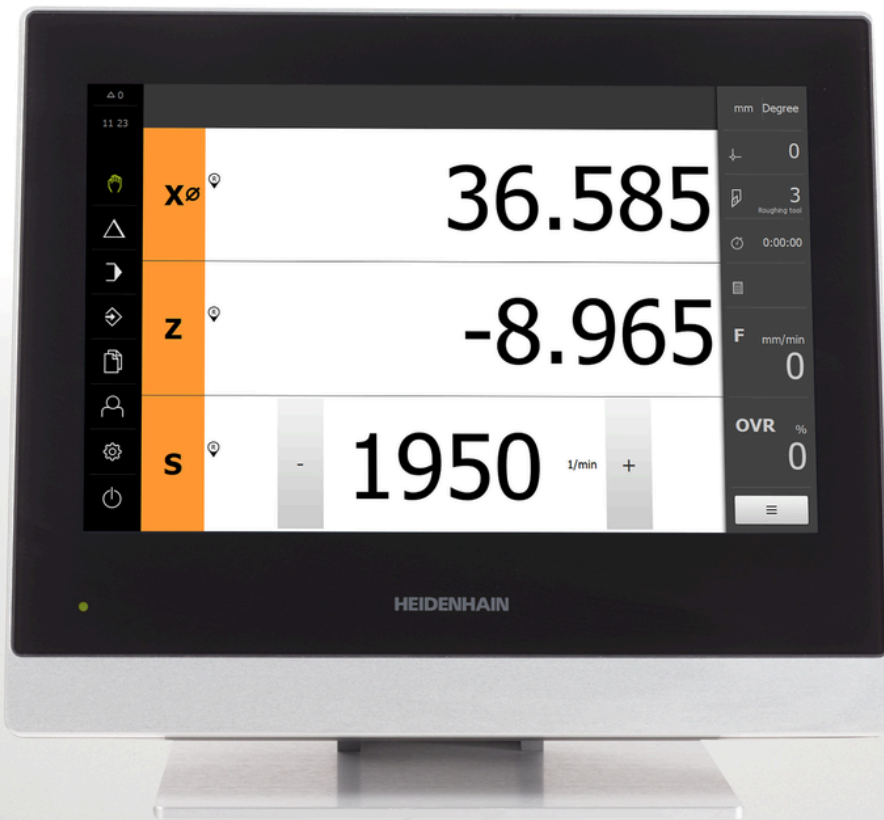 △ 0
11 23
mm Degree
X⌀ R 36.585
0
3
Roughing tool
0:00:00
Z R -8.965
F mm/min
0
S R - 1950 1/min +
OVR %
0
HEIDENHAIN